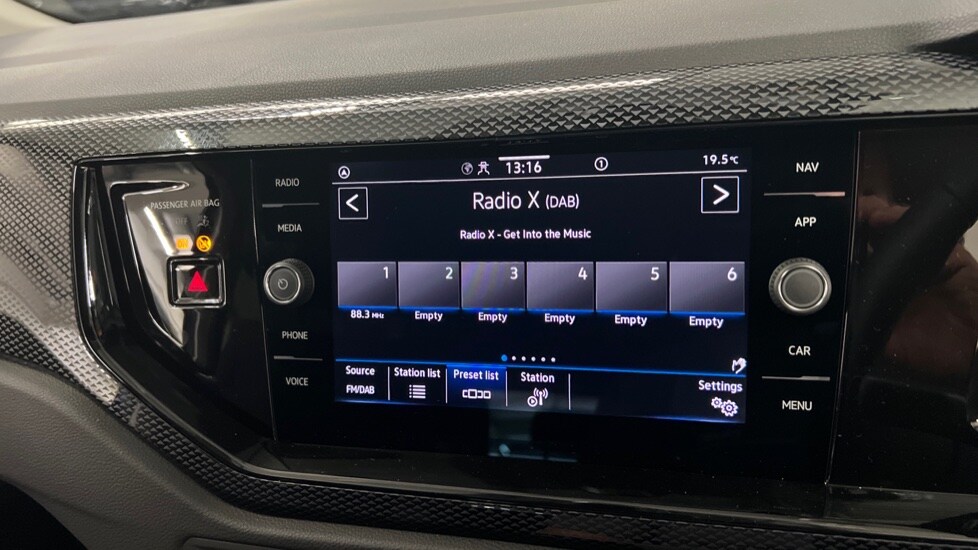 RADIO
MEDIA
PHONE
VOICE
PASSENGER AIR BAG
13:16
1
19.5°C
< Radio X (DAB) >
Radio X - Get Into the Music
1 2 3 4 5 6
88.3 MHz Empty Empty Empty Empty Empty
Source Station list Preset list Station Settings
FM/DAB
NAV
APP
CAR
MENU